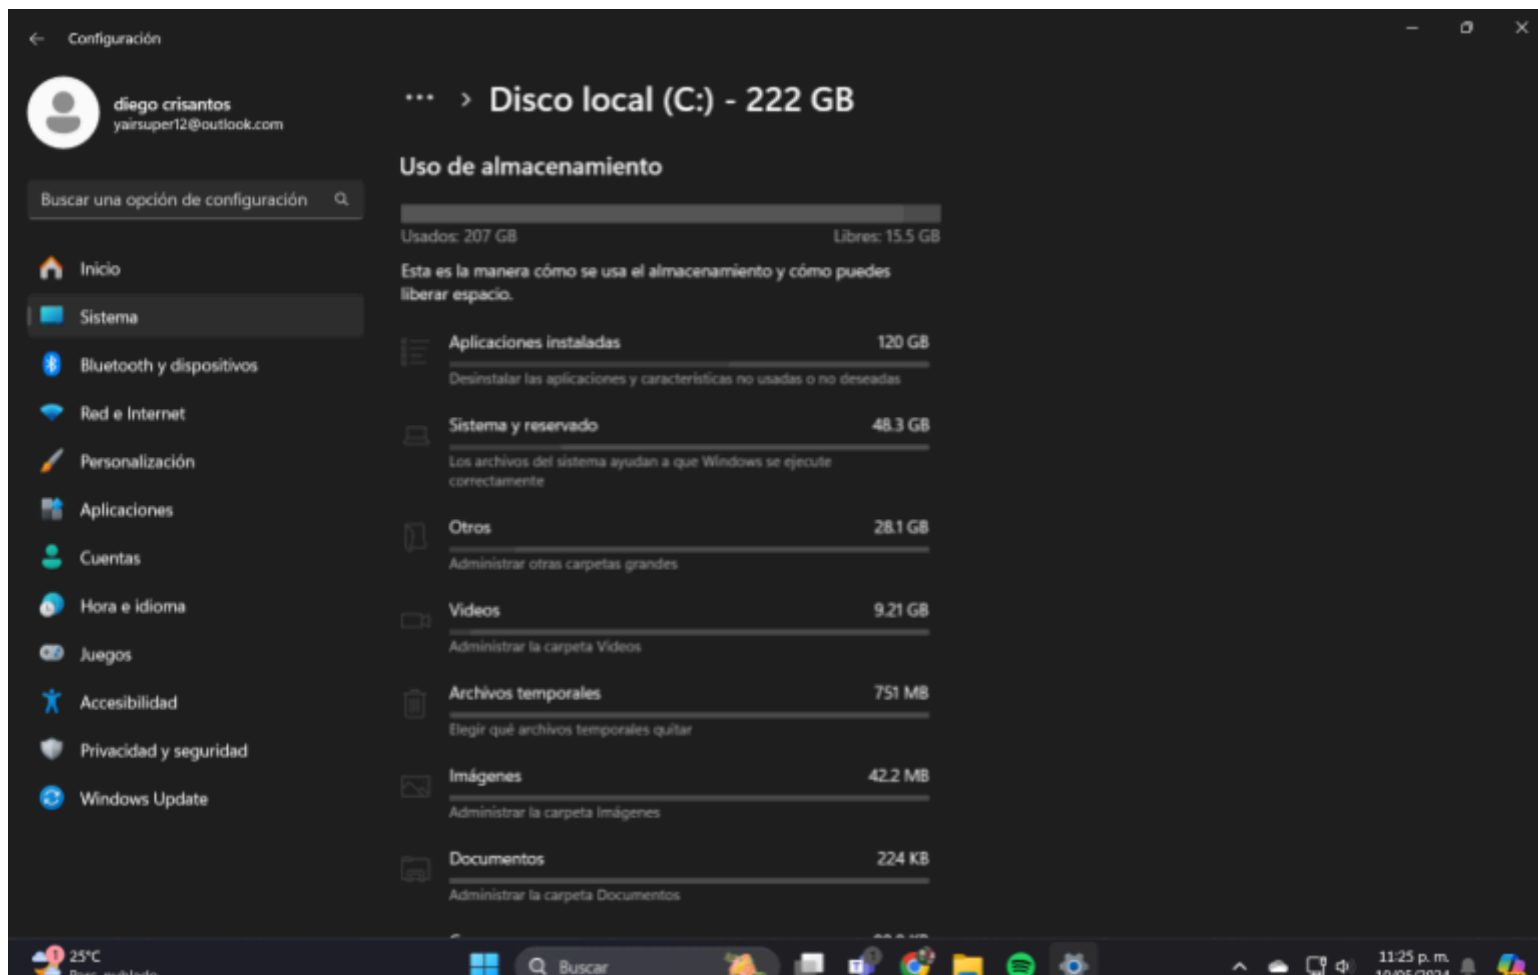 Configuración
diego crisantos
yairsuper12@outlook.com
Buscar una opción de configuración
Inicio
Sistema
Bluetooth y dispositivos
Red e Internet
Personalización
Aplicaciones
Cuentas
Hora e idioma
Juegos
Accesibilidad
Privacidad y seguridad
Windows Update
··· > Disco local (C:) - 222 GB
Uso de almacenamiento
Usados: 207 GB Libres: 15.5 GB
Esta es la manera cómo se usa el almacenamiento y cómo puedes
liberar espacio.
Aplicaciones instaladas 120 GB
Desinstalar las aplicaciones y características no usadas o no deseadas
Sistema y reservado 48.3 GB
Los archivos del sistema ayudan a que Windows se ejecute
correctamente
Otros 28.1 GB
Administrar otras carpetas grandes
Videos 9.21 GB
Administrar la carpeta Videos
Archivos temporales 751 MB
Elegir qué archivos temporales quitar
Imágenes 42.2 MB
Administrar la carpeta Imágenes
Documentos 224 KB
Administrar la carpeta Documentos
1 25°C
Buscar
11:25 p. m.